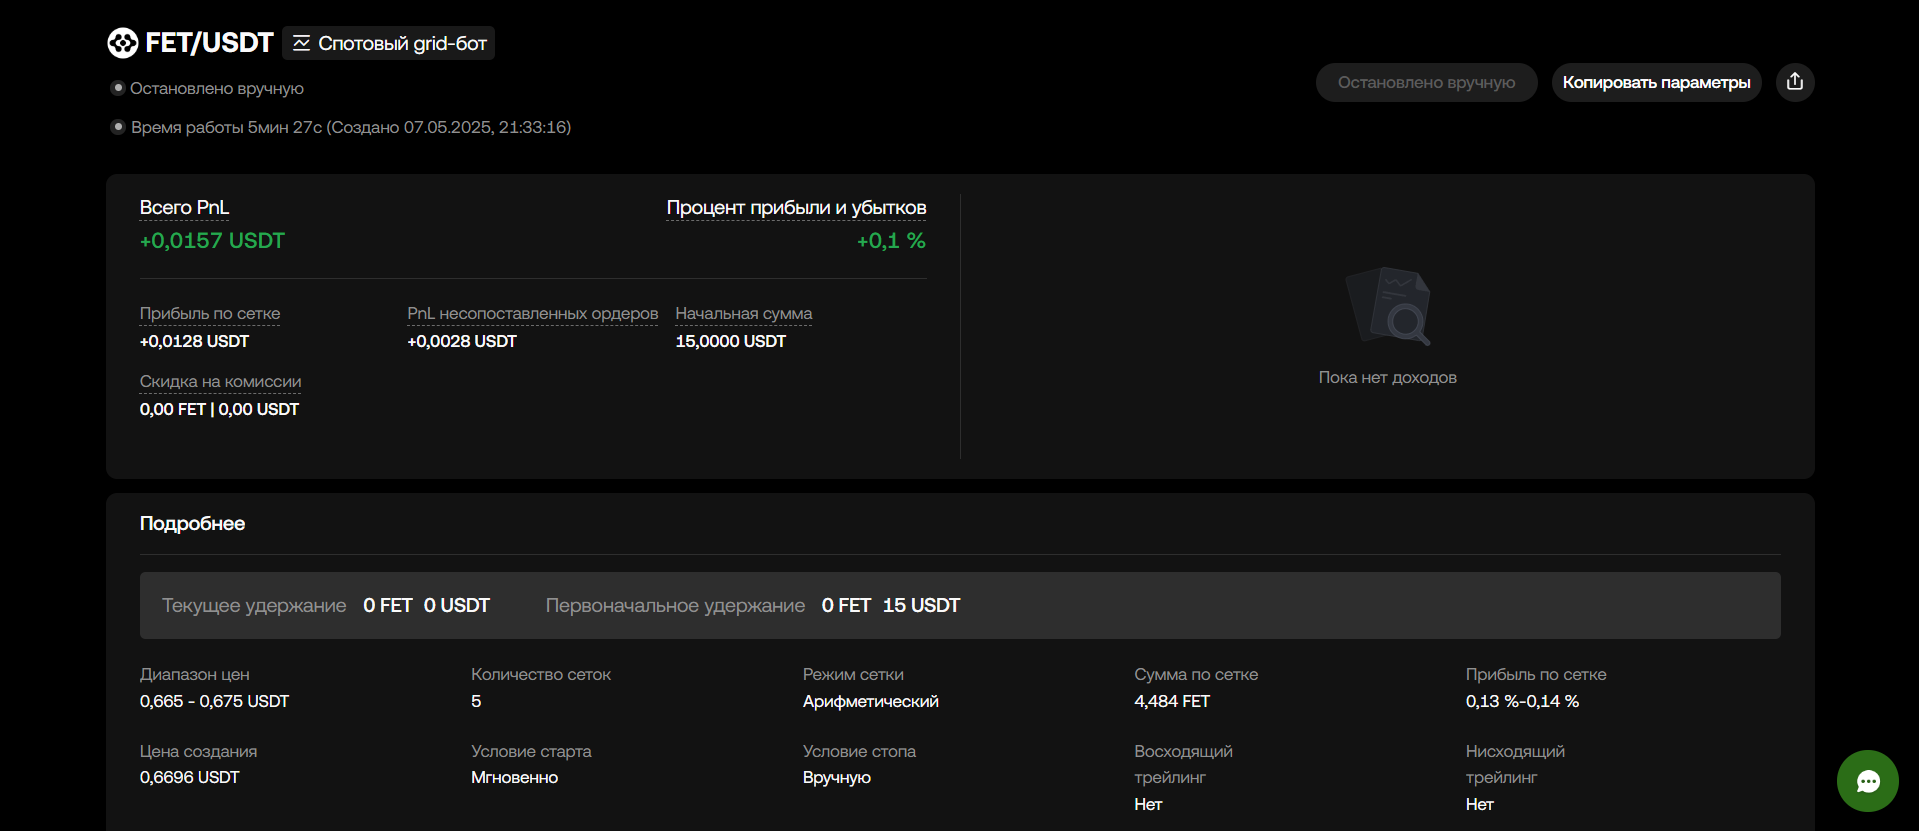 FET/USDT Спотовый grid-бот
Остановлено вручную
Время работы 5мин 27с (Создано 07.05.2025, 21:33:16)
Остановлено вручную Копировать параметры
Всего PnL Процент прибыли и убытков
+0,0157 USDT +0,1 %
Прибыль по сетке PnL несопоставленных ордеров Начальная сумма
+0,0128 USDT +0,0028 USDT 15,0000 USDT
Скидка на комиссии
0,00 FET | 0,00 USDT
Пока нет доходов
Подробнее
Текущее удержание 0 FET 0 USDT Первоначальное удержание 0 FET 15 USDT
Диапазон цен Количество сеток Режим сетки Сумма по сетке Прибыль по сетке
0,665 - 0,675 USDT 5 Арифметический 4,484 FET 0,13 %-0,14 %
Цена создания Условие старта Условие стопа Восходящий Нисходящий
0,6696 USDT Мгновенно Вручную трейлинг трейлинг
Нет Нет